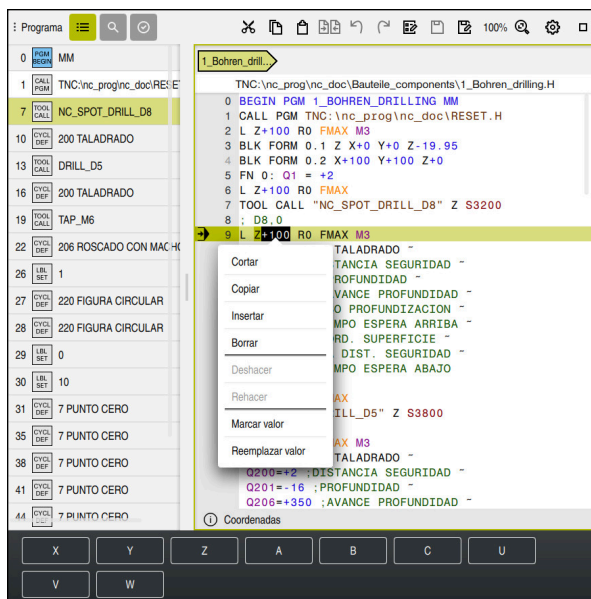 Programa
100%
0 PGM BEGIN MM
1 CALL PGM TNC:\nc_prog\nc_doc\RESET
7 TOOL CALL NC_SPOT_DRILL_D8
10 CYCL DEF 200 TALADRADO
13 TOOL CALL DRILL_D5
16 CYCL DEF 200 TALADRADO
19 TOOL CALL TAP_M6
22 CYCL DEF 206 ROSCADO CON MACHO
26 LBL SET 1
27 CYCL DEF 220 FIGURA CIRCULAR
28 CYCL DEF 220 FIGURA CIRCULAR
29 LBL SET 0
30 LBL SET 10
31 CYCL DEF 7 PUNTO CERO
35 CYCL DEF 7 PUNTO CERO
38 CYCL DEF 7 PUNTO CERO
41 CYCL DEF 7 PUNTO CERO
44 CYCL 7 PUNTO CERO
1_Bohren_drill...
TNC:\nc_prog\nc_doc\Bauteile_components\1_Bohren_drilling.H
0 BEGIN PGM 1_BOHREN_DRILLING MM
1 CALL PGM TNC:\nc_prog\nc_doc\RESET.H
2 L Z+100 R0 FMAX M3
3 BLK FORM 0.1 Z X+0 Y+0 Z-19.95
4 BLK FORM 0.2 X+100 Y+100 Z+0
5 FN 0: Q1 = +2
6 L Z+100 R0 FMAX
7 TOOL CALL "NC_SPOT_DRILL_D8" Z S3200
8 ; D8,0
9 L Z+100 R0 FMAX M3
TALADRADO ~
TANCIA SEGURIDAD ~
ROFUNDIDAD ~
VANCE PROFUNDIDAD ~
O PROFUNDIZACION ~
MPO ESPERA ARRIBA ~
RD. SUPERFICIE ~
DIST. SEGURIDAD ~
MPO ESPERA ABAJO
AX
ILL_D5" Z S3800
AX M3
TALADRADO ~
Q200=+2 ;DISTANCIA SEGURIDAD ~
Q201=-16 ;PROFUNDIDAD ~
Q206=+350 ;AVANCE PROFUNDIDAD ~
Cortar
Copiar
Insertar
Borrar
Deshacer
Rehacer
Marcar valor
Reemplazar valor
Coordenadas
X Y Z A B C U
V W